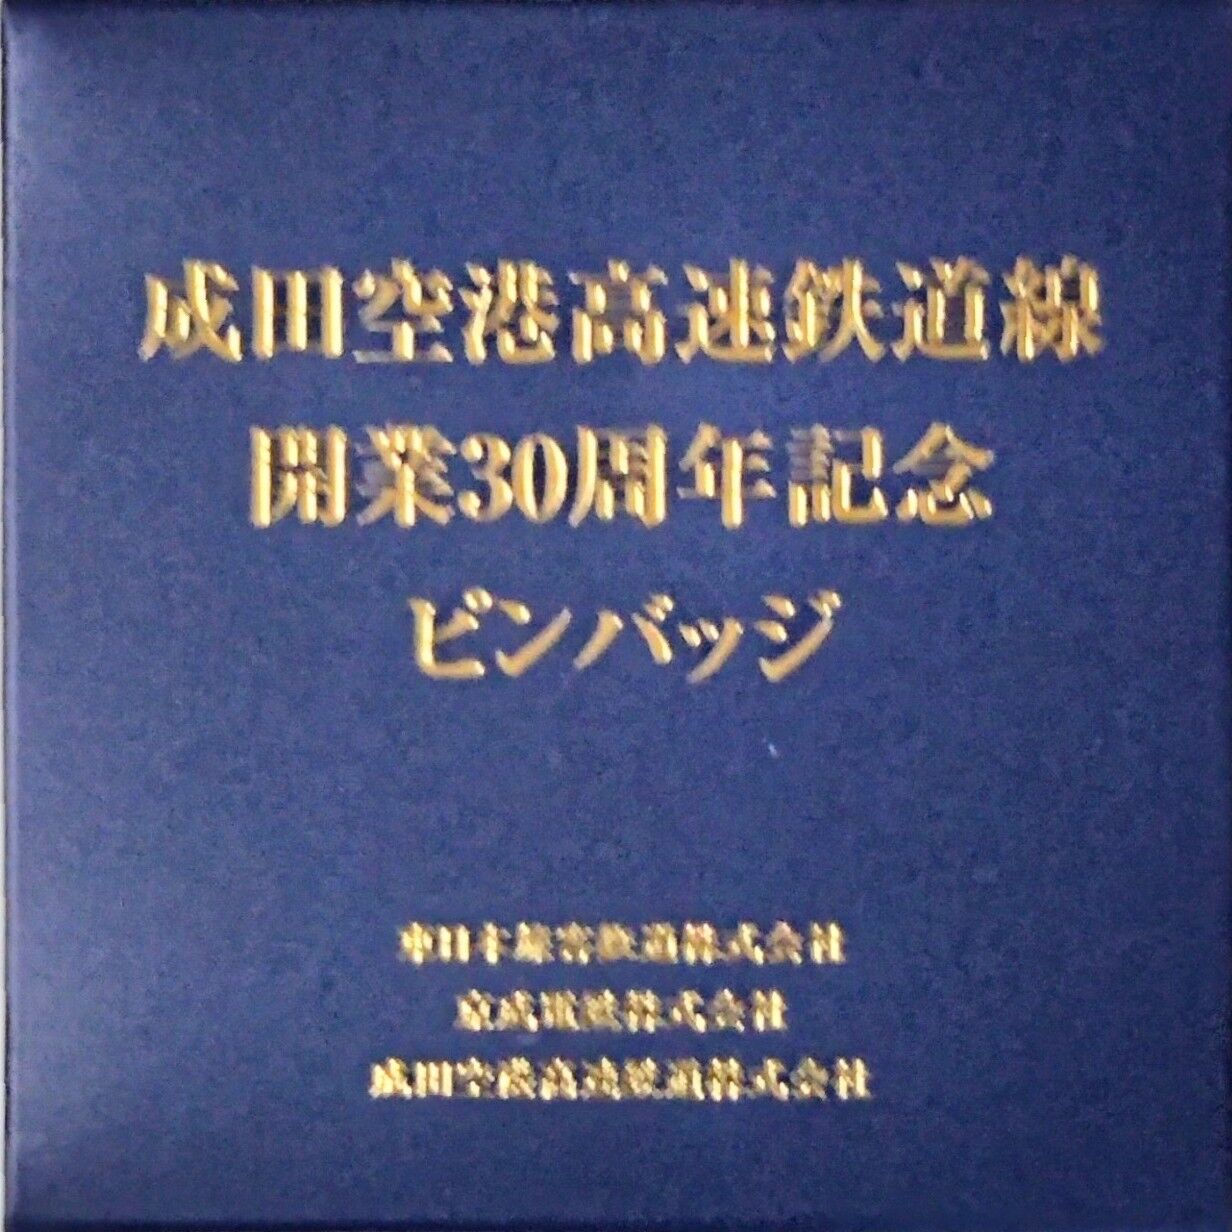 成田空港高速鉄道線
開業30周年記念
ピンバッジ
東日本旅客鉄道株式会社
京成電鉄株式会社
成田空港高速鉄道株式会社